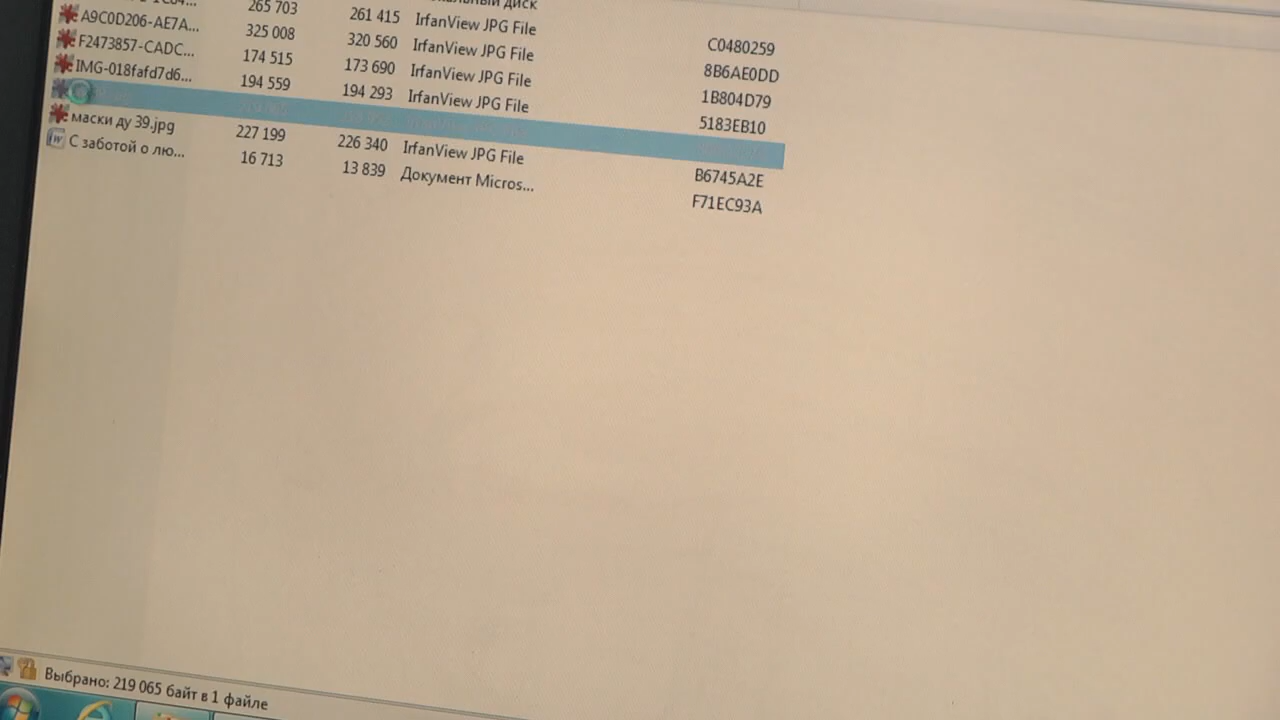 265 703 261 415 IrfanView JPG File C0480259
A9C0D206-AE7A... 325 008 320 560 IrfanView JPG File 8B6AE0DD
F2473857-CADC... 174 515 173 690 IrfanView JPG File 1B804D79
IMG-018fafd7d6... 194 559 194 293 IrfanView JPG File 5183EB10
маски ду 39.jpg 227 199 226 340 IrfanView JPG File B6745A2E
С заботой о лю... 16 713 13 839 Документ Micros... F71EC93A
Выбрано: 219 065 байт в 1 файле